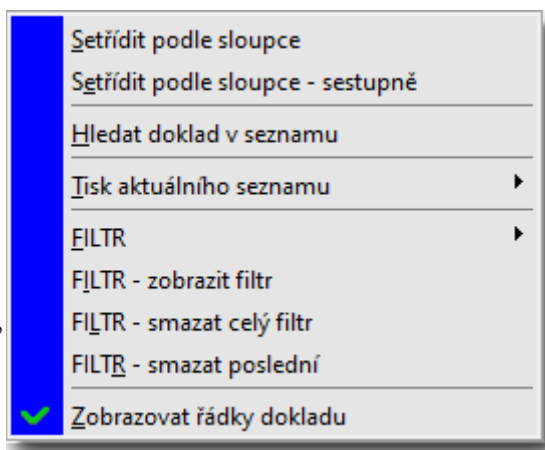 Setřídit podle sloupce
Setřídit podle sloupce - sestupně
Hledat doklad v seznamu
Tisk aktuálního seznamu
FILTR
FILTR - zobrazit filtr
FILTR - smazat celý filtr
FILTR - smazat poslední
Zobrazovat řádky dokladu